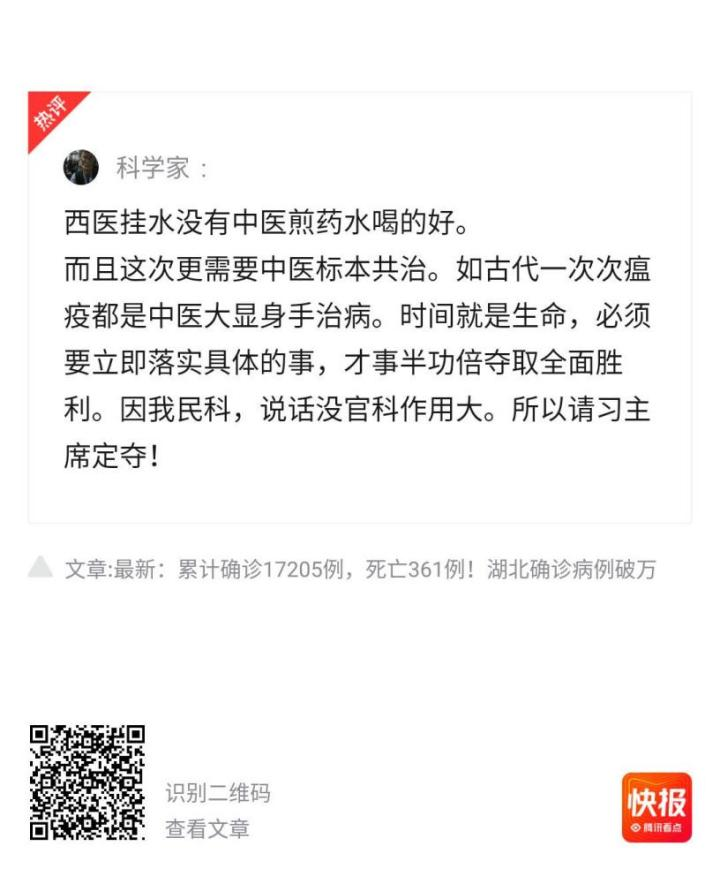 热评
科学家：
西医挂水没有中医煎药水喝的好。
而且这次更需要中医标本共治。如古代一次次瘟
疫都是中医大显身手治病。时间就是生命，必须
要立即落实具体的事，才事半功倍夺取全面胜
利。因我民科，说话没官科作用大。所以请习主
席定夺！
文章:最新：累计确诊17205例，死亡361例！湖北确诊病例破万
识别二维码
查看文章
快报
腾讯看点